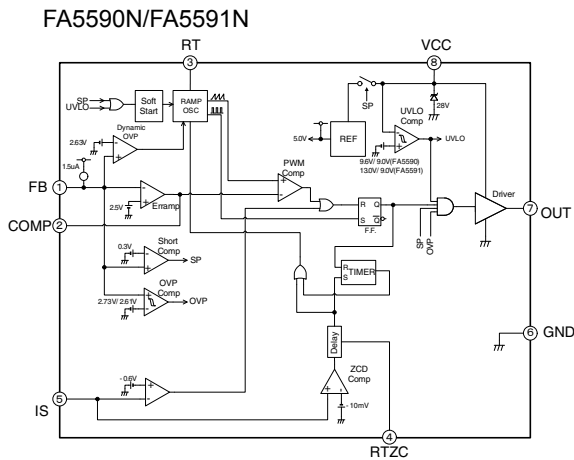 FA5590N/FA5591N
RT
VCC
3
8
SP
UVLO
Soft
Start
RAMP
OSC
SP
28V
UVLO
Comp
UVLO
5.0V
REF
Dynamic
OVP
2.63V
1.5uA
9.6V/ 9.0V(FA5590)
13.0V/ 9.0V(FA5591)
PWM
Comp
FB
1
+
-
Erramp
2.5V
R Q
S Q
F.F.
Driver
7
OUT
COMP
2
SP
OVP
0.3V
Short
Comp
SP
R
S
TIMER
OVP
Comp
OVP
2.73V/ 2.61V
6
GND
Delay
-0.6V
+
-
ZCD
Comp
+ -
-10mV
5
IS
4
RTZC